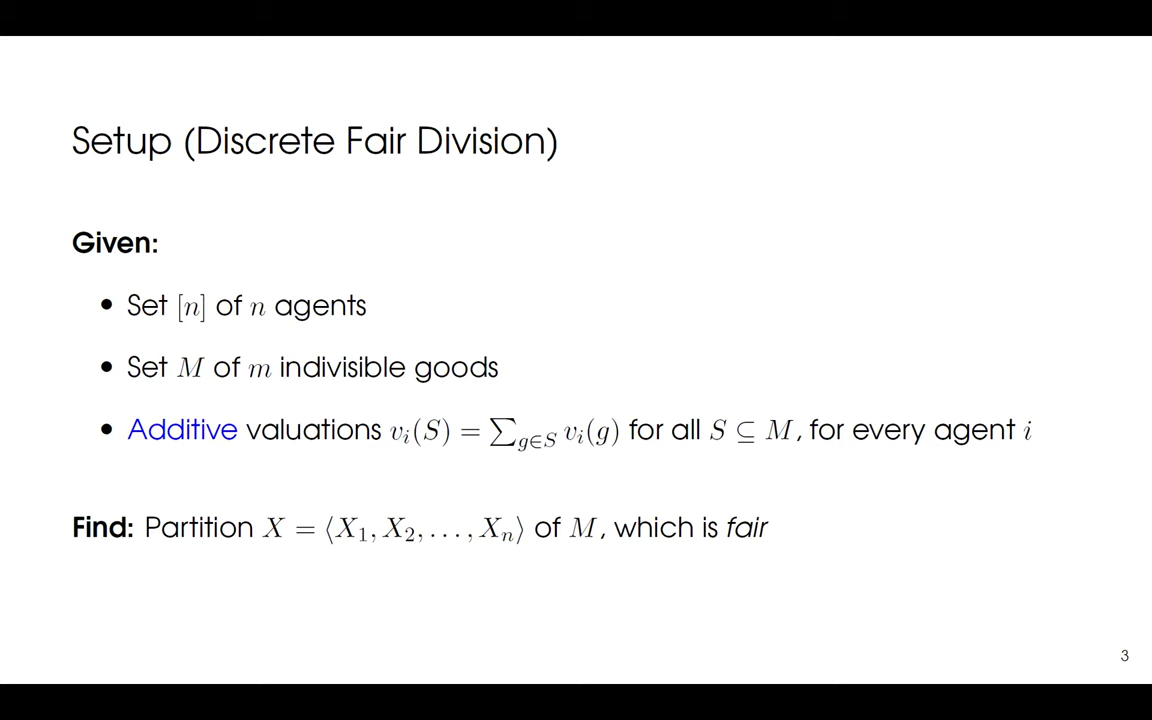 Setup (Discrete Fair Division)
Given:
• Set [n] of n agents
• Set M of m indivisible goods
• Additive valuations v_i(S) = ∑_{g∈S} v_i(g) for all S ⊆ M, for every agent i
Find: Partition X = ⟨X_1, X_2, . . . , X_n⟩ of M, which is fair
3